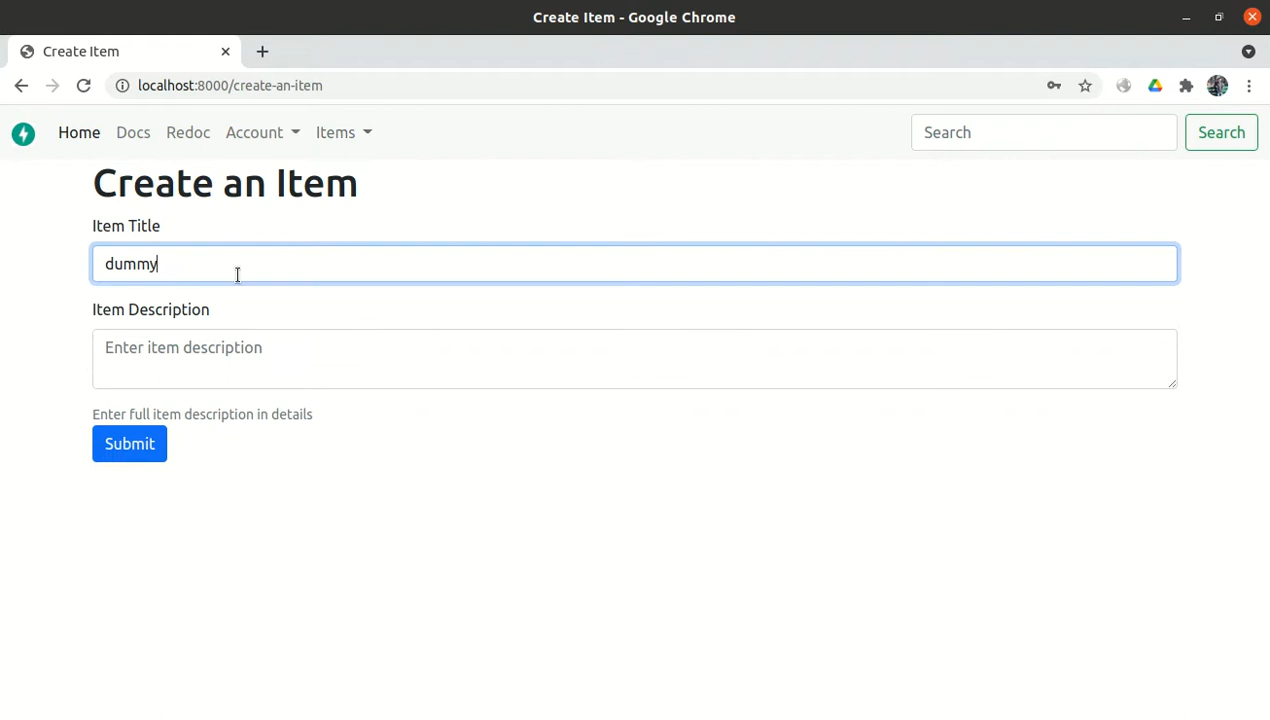 Create Item - Google Chrome
Create Item
localhost:8000/create-an-item
Home Docs Redoc Account Items Search Search
Create an Item
Item Title
dummy
Item Description
Enter item description
Enter full item description in details
Submit